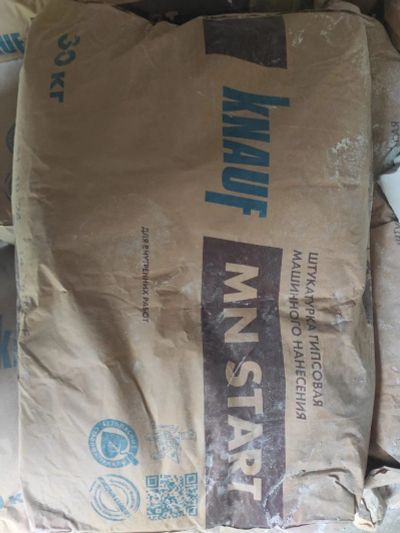 KNAUF
ШТУКАТУРКА ГИПСОВАЯ
МАШИННОГО НАНЕСЕНИЯ
MN START
ДЛЯ ВНУТРЕННИХ РАБОТ
30 КГ